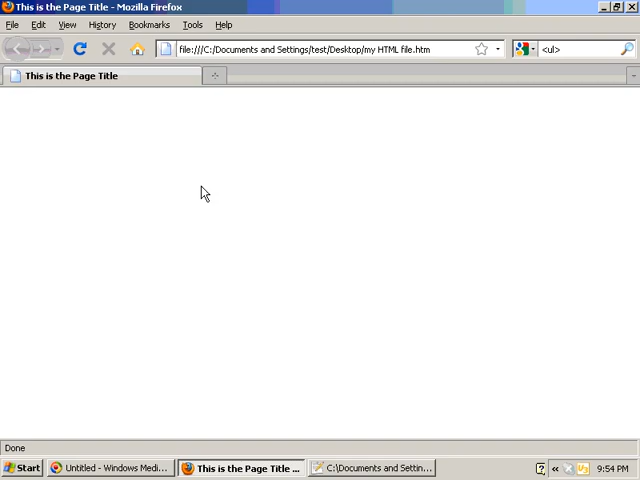 This is the Page Title - Mozilla Firefox
File Edit View History Bookmarks Tools Help
file:///C:/Documents and Settings/test/Desktop/my HTML file.htm <ul>
This is the Page Title
Done
Start Untitled - Windows Medi... This is the Page Title ... C:\Documents and Settin... 9:54 PM